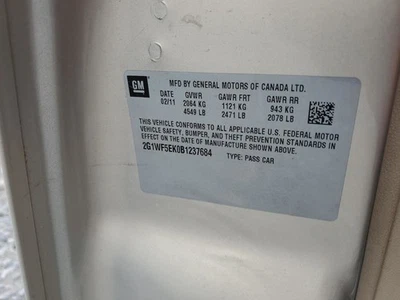 GM
MFD BY GENERAL MOTORS OF CANADA LTD.
DATE GVWR GAWR FRT GAWR RR
02/11 2064 KG 1121 KG 943 KG
4549 LB 2471 LB 2078 LB
THIS VEHICLE CONFORMS TO ALL APPLICABLE U.S. FEDERAL MOTOR
VEHICLE SAFETY, BUMPER, AND THEFT PREVENTION STANDARDS IN
EFFECT ON THE DATE OF MANUFACTURE SHOWN ABOVE.
2G1WF5EK0B1237684 TYPE: PASS CAR